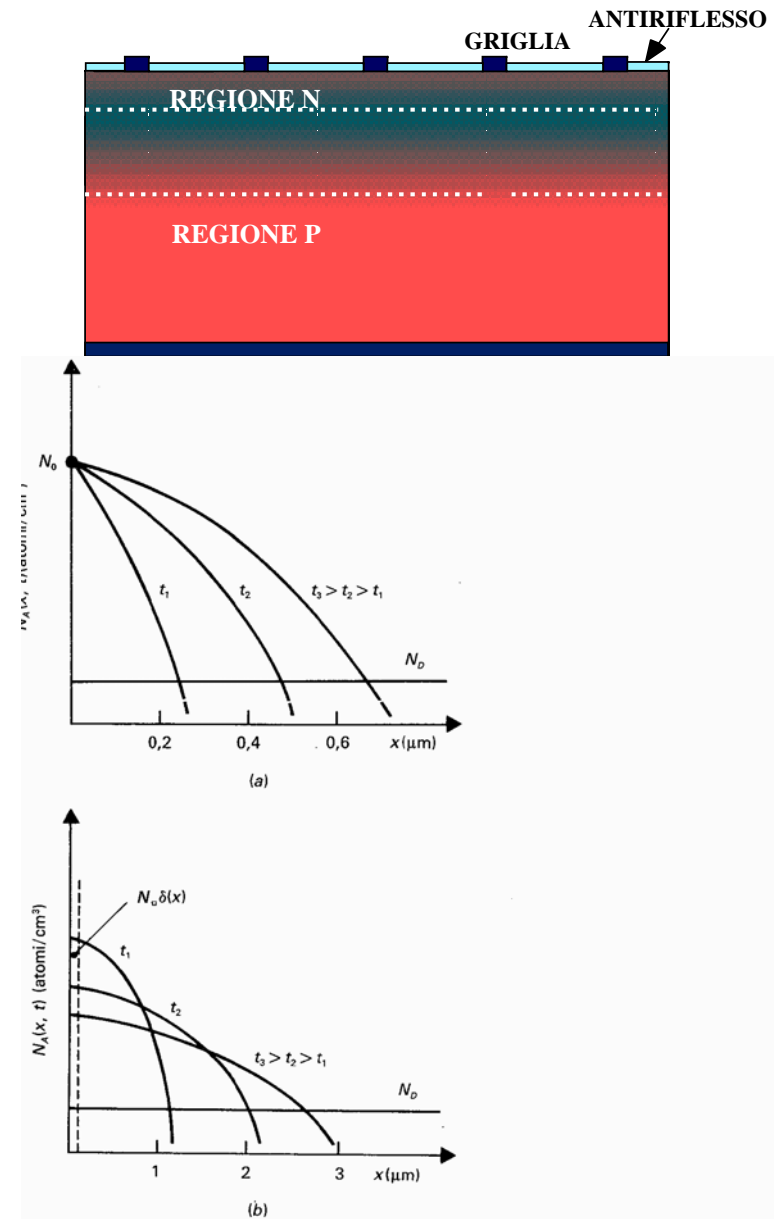 ANTIRIFLESSO
GRIGLIA
REGIONE N
REGIONE P
N₀
t₁
t₂
t₃ > t₂ > t₁
N_D
0,2
0,4
0,6
x(μm)
(a)
N₀δ(x)
N_A(x, t) (atomi/cm³)
t₁
t₂
t₃ > t₂ > t₁
N_D
1
2
3
x(μm)
(b)